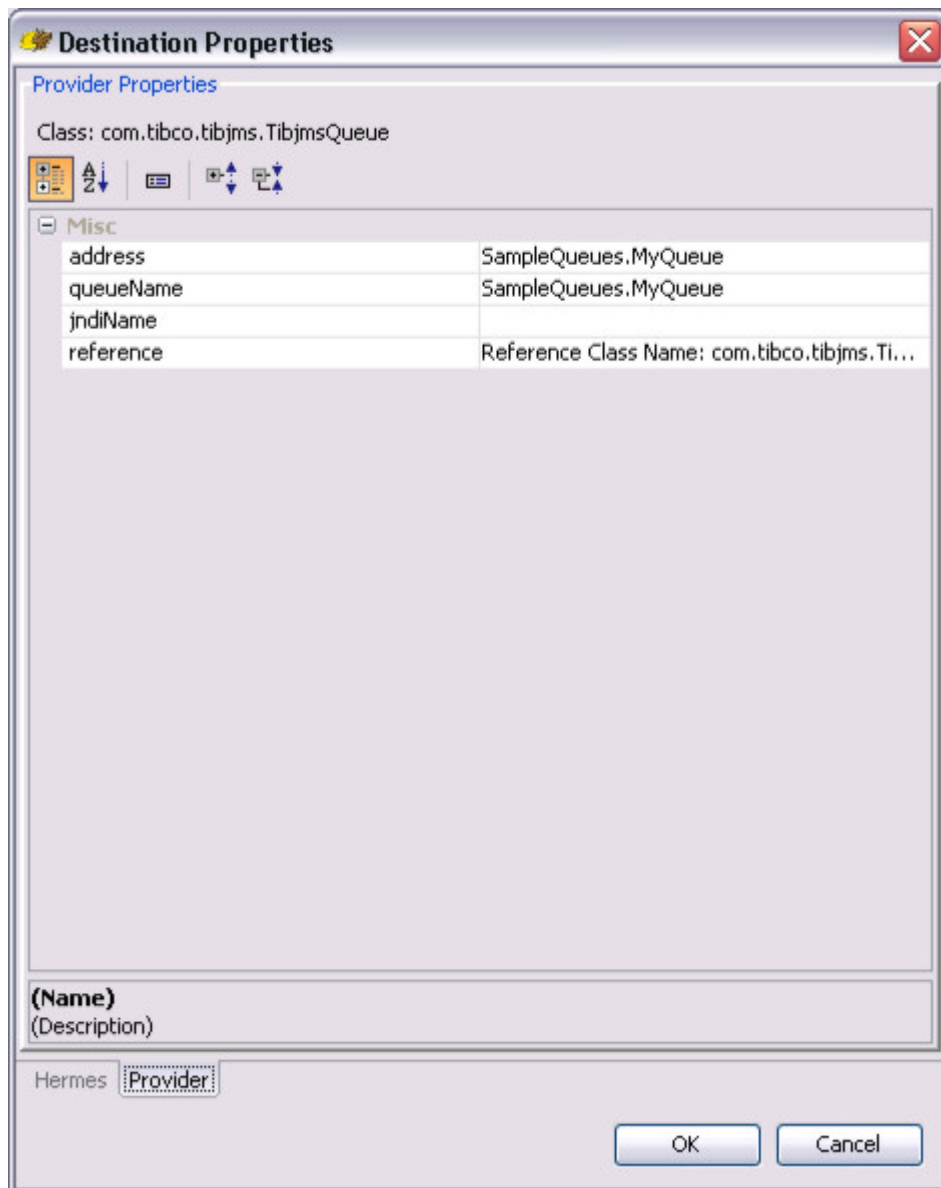 Destination Properties
Provider Properties
Class: com.tibco.tibjms.TibjmsQueue
Misc
address SampleQueues.MyQueue
queueName SampleQueues.MyQueue
jndiName
reference Reference Class Name: com.tibco.tibjms.Ti...
(Name)
(Description)
Hermes Provider
OK Cancel